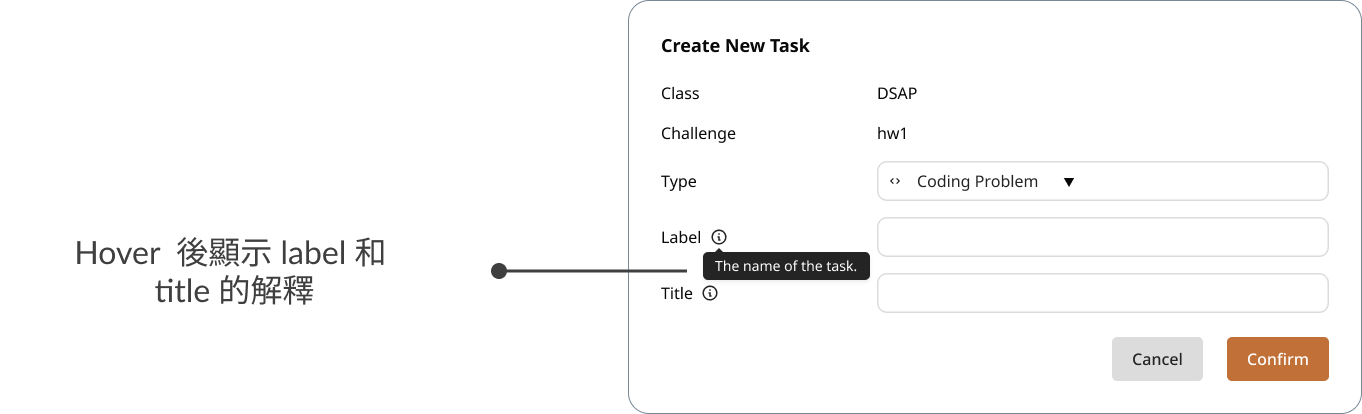 Create New Task
Class DSAP
Challenge hw1
Type Coding Problem
Label
The name of the task.
Title
Cancel Confirm
Hover 後顯示 label 和
title 的解釋